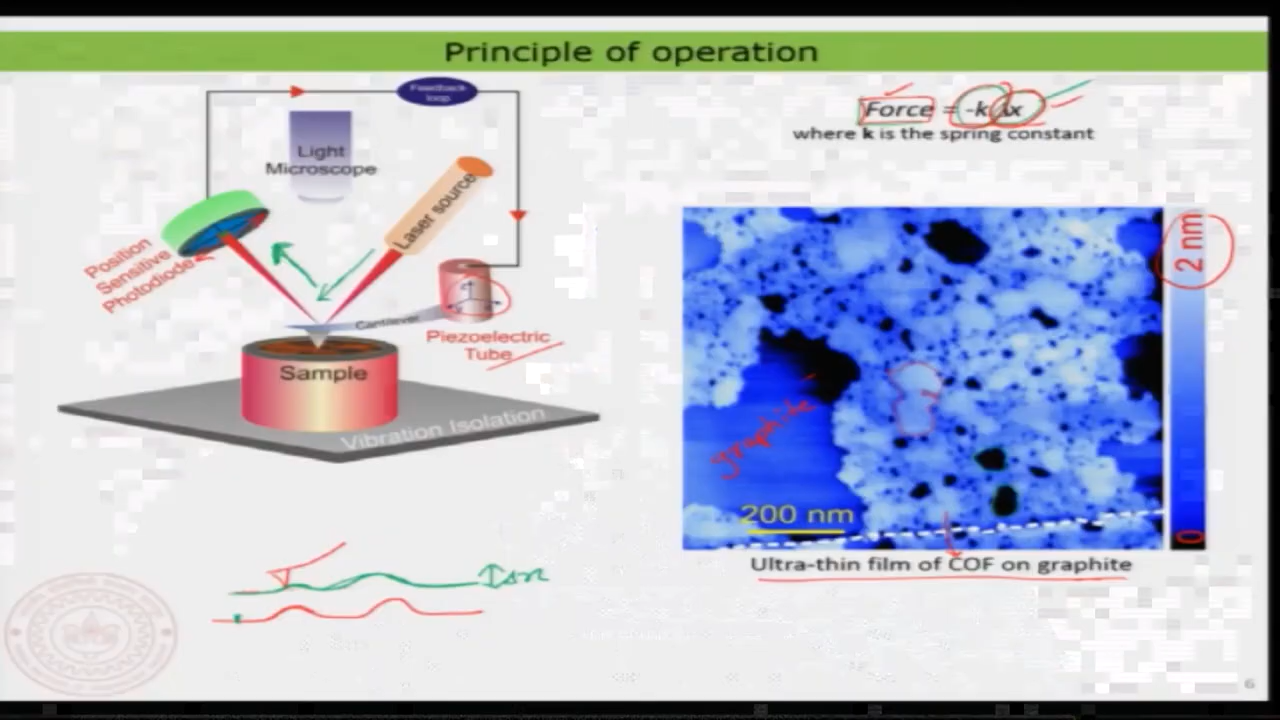 Principle of operation
Feedback
loop
Light
Microscope
Laser source
Position
Sensitive
Photodiode
Cantilever
Piezoelectric
Tube
Sample
Vibration Isolation
Force = -k x
where k is the spring constant
2 nm
0
graphite
200 nm
Ultra-thin film of COF on graphite
Δx
6